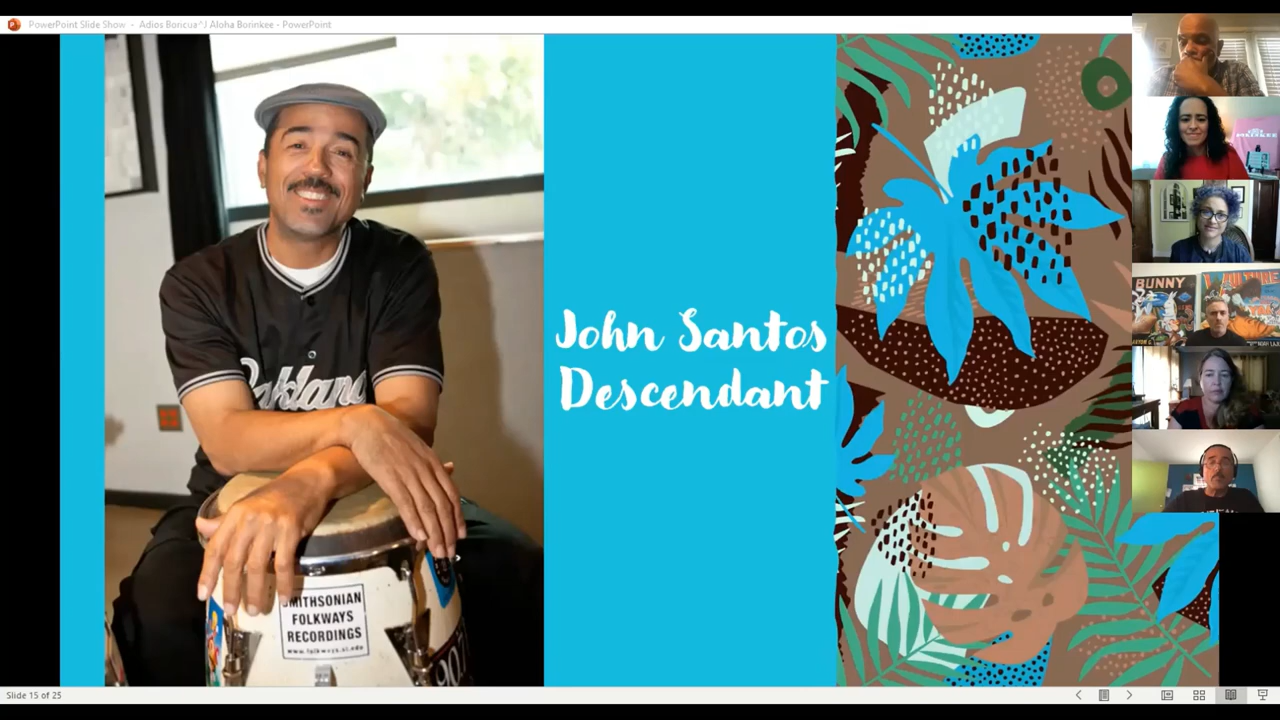 PowerPoint Slide Show - Adios Boricua^J Aloha Borinkee - PowerPoint
John Santos
Descendant
Oakland
SMITHSONIAN
FOLKWAYS
RECORDINGS
www.folkways.si.edu
BUNNY
Slide 15 of 25